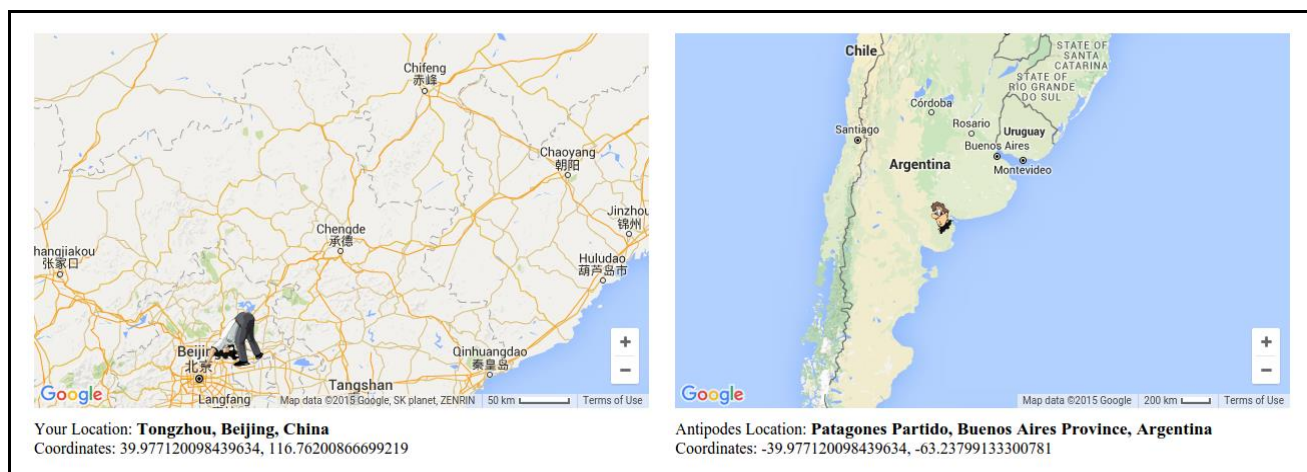 Chifeng
赤峰
Chaoyang
朝阳
Jinzhou
锦州
Chengde
承德
hangjiakou
张家口
Huludao
葫芦岛市
Beijin
北京
Qinhuangdao
秦皇岛
Tangshan
Langfang
Google
Map data ©2015 Google, SK planet, ZENRIN
50 km
Terms of Use
+
−
Your Location: Tongzhou, Beijing, China
Coordinates: 39.977120098439634, 116.76200866699219
Chile
STATE OF
SANTA
CATARINA
STATE OF
RIO GRANDE
DO SUL
Córdoba
Rosario
Santiago
Uruguay
Buenos Aires
Montevideo
Argentina
Google
Map data ©2015 Google
200 km
Terms of Use
+
−
Antipodes Location: Patagones Partido, Buenos Aires Province, Argentina
Coordinates: -39.977120098439634, -63.23799133300781